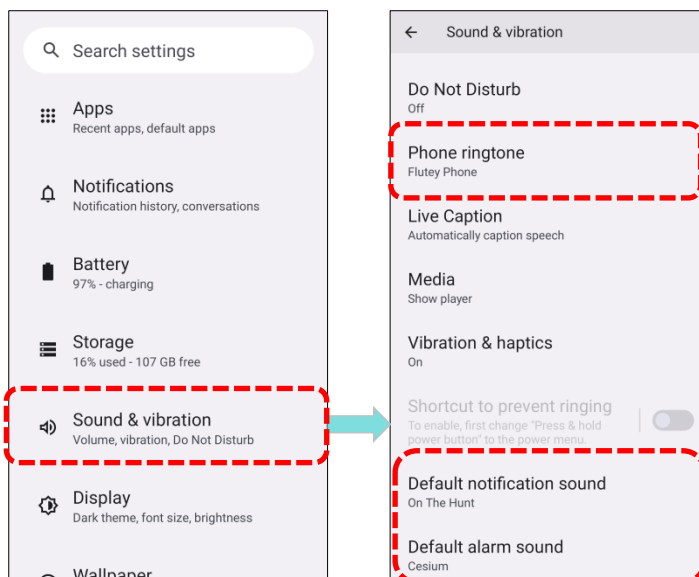 Search settings
Apps
Recent apps, default apps
Notifications
Notification history, conversations
Battery
97% - charging
Storage
16% used - 107 GB free
Sound & vibration
Volume, vibration, Do Not Disturb
Display
Dark theme, font size, brightness
Wallpaper
Sound & vibration
Do Not Disturb
Off
Phone ringtone
Flutey Phone
Live Caption
Automatically caption speech
Media
Show player
Vibration & haptics
On
Shortcut to prevent ringing
To enable, first change "Press & hold
power button" to the power menu.
Default notification sound
On The Hunt
Default alarm sound
Cesium